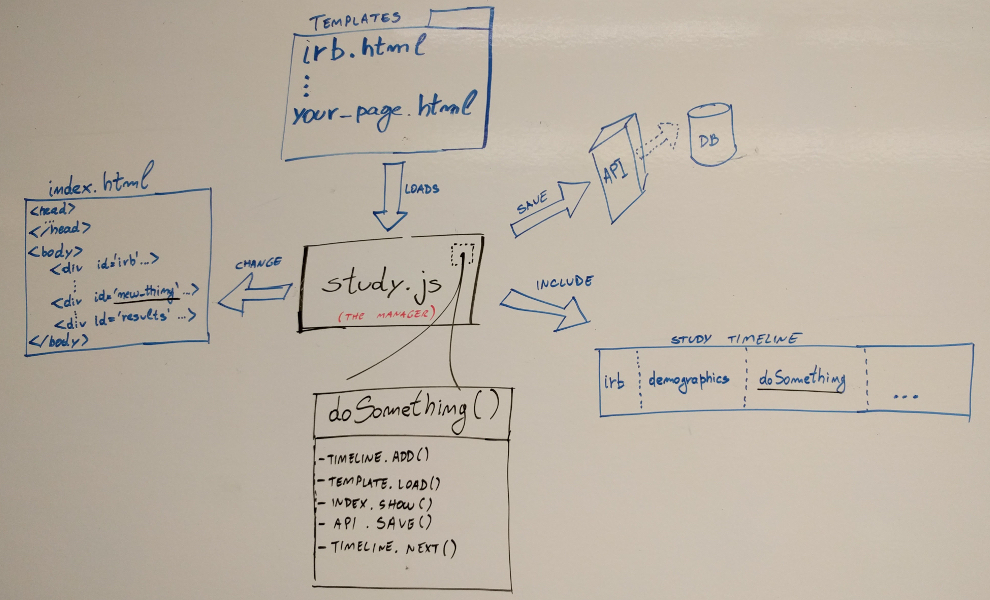 TEMPLATES
irb.html
⋮
your_page.html
LOADS
SAVE
API
DB
index.html
<head>
...
</head>
<body>
<div id='irb'...>
⋮
<div id='new_thing'...>
⋮
<div id='results' ...>
</body>
CHANGE
study.js
(THE MANAGER)
INCLUDE
STUDY TIMELINE
irb
demographics
doSomething
...
doSomething()
- TIMELINE.ADD()
- TEMPLATE.LOAD()
- INDEX.SHOW()
- API.SAVE()
- TIMELINE.NEXT()